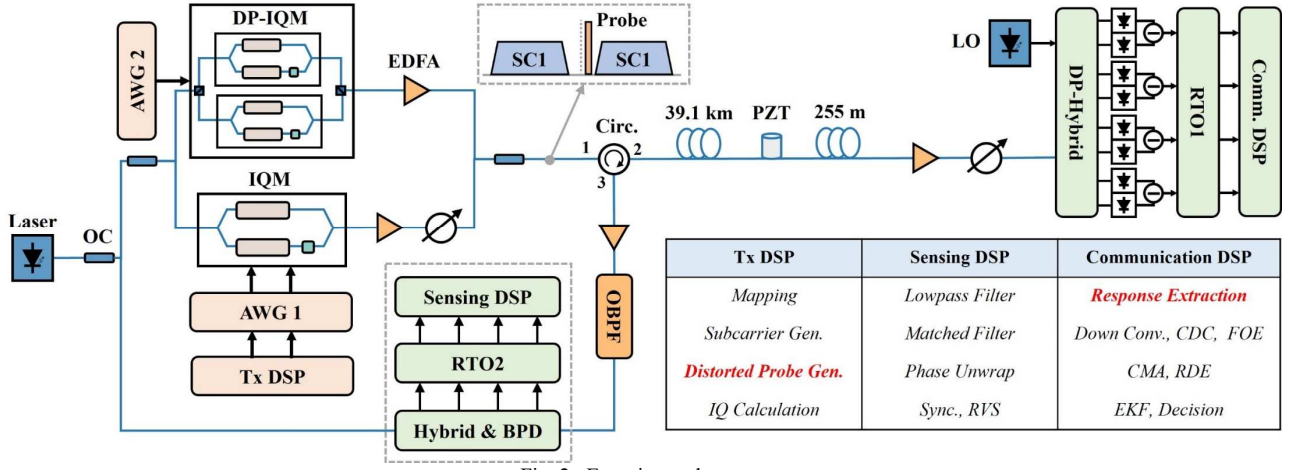 DP-IQM
AWG 2
EDFA
Probe
SC1
SC1
LO
DP-Hybrid
RTO1
Comm. DSP
39.1 km
PZT
255 m
Circ.
1
2
3
IQM
Laser
OC
AWG 1
Tx DSP
Sensing DSP
RTO2
Hybrid & BPD
OBPF
Tx DSP Sensing DSP Communication DSP
Mapping Lowpass Filter Response Extraction
Subcarrier Gen. Matched Filter Down Conv., CDC, FOE
Distorted Probe Gen. Phase Unwrap CMA, RDE
IQ Calculation Sync., RVS EKF, Decision